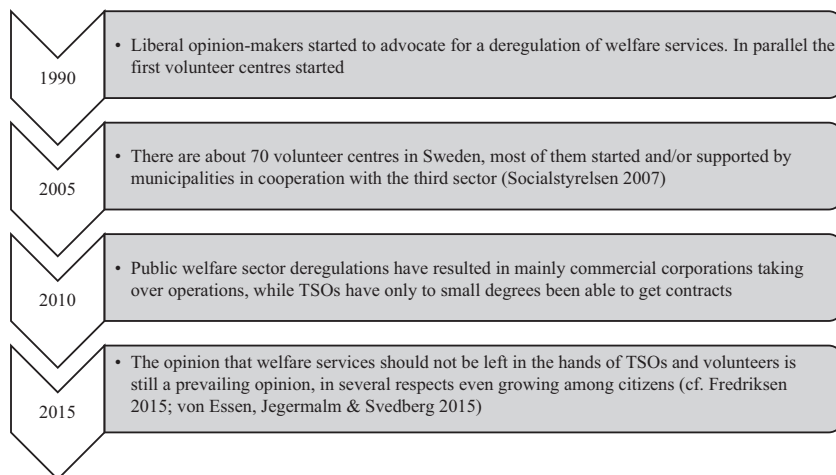 1990
• Liberal opinion-makers started to advocate for a deregulation of welfare services. In parallel the
first volunteer centres started
2005
• There are about 70 volunteer centres in Sweden, most of them started and/or supported by
municipalities in cooperation with the third sector (Socialstyrelsen 2007)
2010
• Public welfare sector deregulations have resulted in mainly commercial corporations taking
over operations, while TSOs have only to small degrees been able to get contracts
2015
• The opinion that welfare services should not be left in the hands of TSOs and volunteers is
still a prevailing opinion, in several respects even growing among citizens (cf. Fredriksen
2015; von Essen, Jegermalm & Svedberg 2015)